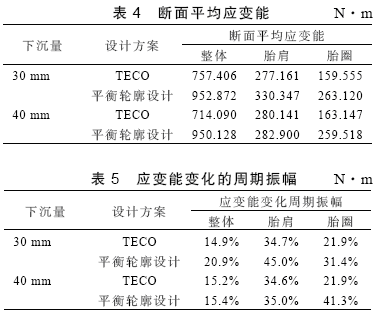 表 4 断面平均应变能 N·m
下沉量 设计方案 断面平均应变能
整体 胎肩 胎圈
30 mm TECO 757.406 277.161 159.555
平衡轮廓设计 952.872 330.347 263.120
40 mm TECO 714.090 280.141 163.147
平衡轮廓设计 950.128 282.900 259.518
表 5 应变能变化的周期振幅 N·m
下沉量 设计方案 应变能变化周期振幅
整体 胎肩 胎圈
30 mm TECO 14.9% 34.7% 21.9%
平衡轮廓设计 20.9% 45.0% 31.4%
40 mm TECO 15.2% 34.6% 21.9%
平衡轮廓设计 15.4% 35.0% 41.3%